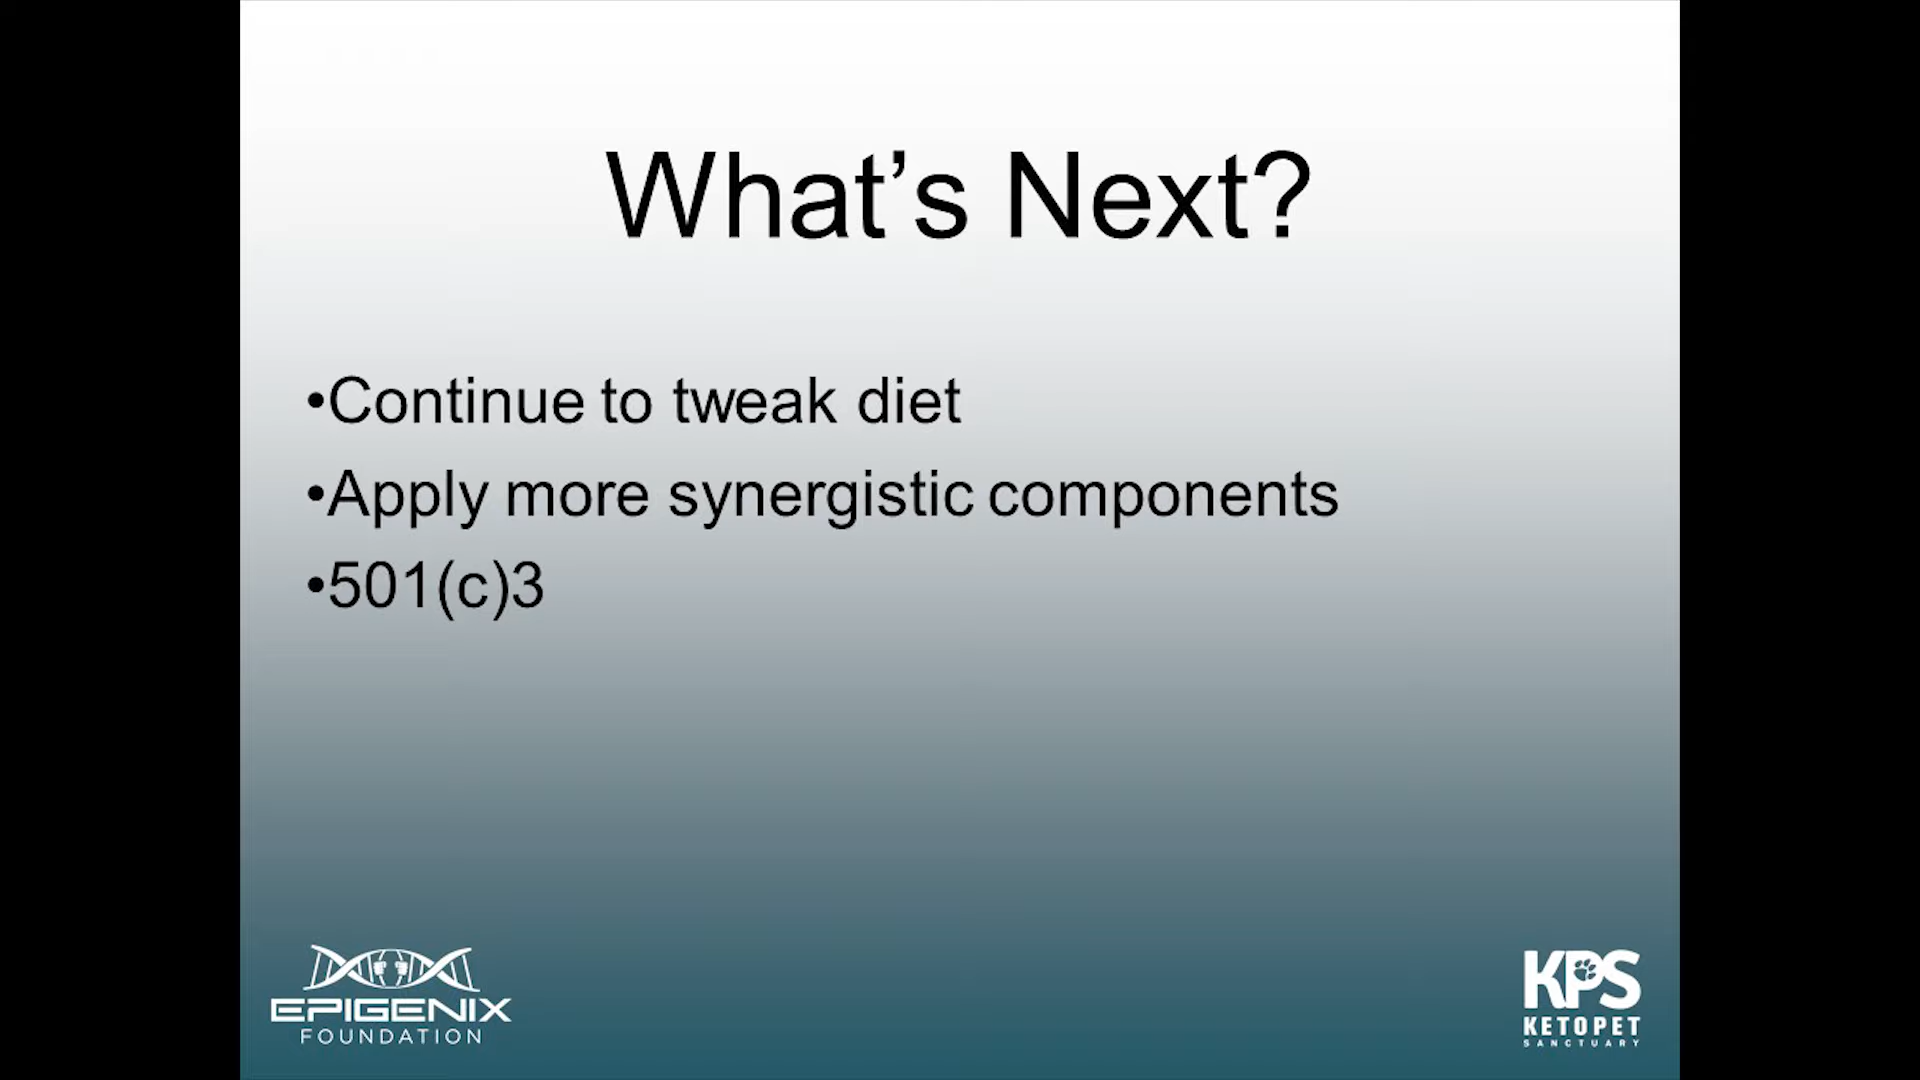 What’s Next?
•Continue to tweak diet
•Apply more synergistic components
•501(c)3
EPIGENIX
FOUNDATION
KPS
KETOPET
SANCTUARY